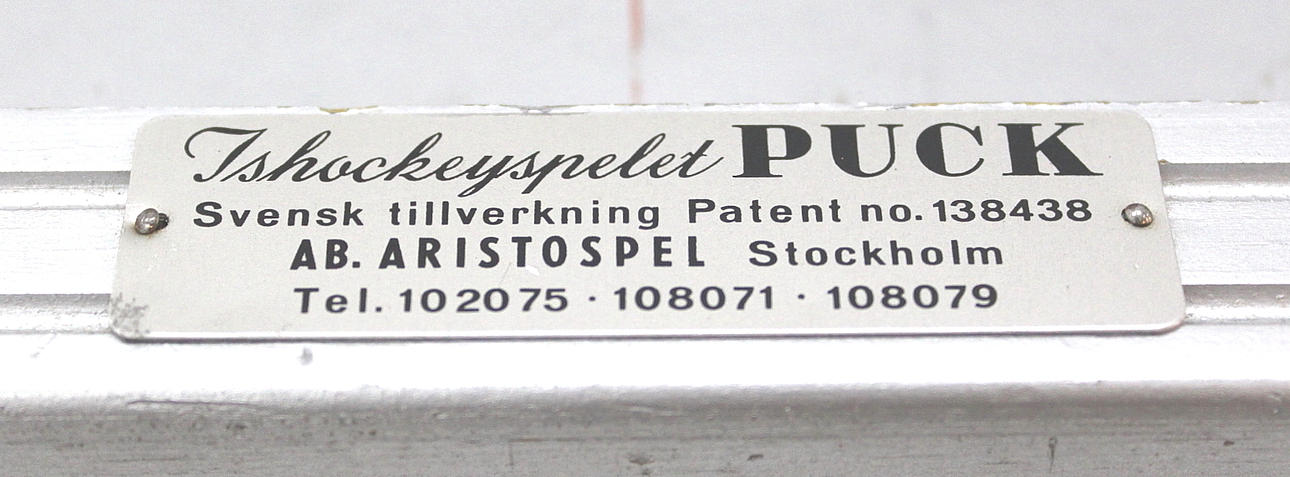 Ishockeyspelet PUCK
Svensk tillverkning Patent no. 138438
AB. ARISTOSPEL Stockholm
Tel. 102075 · 108071 · 108079